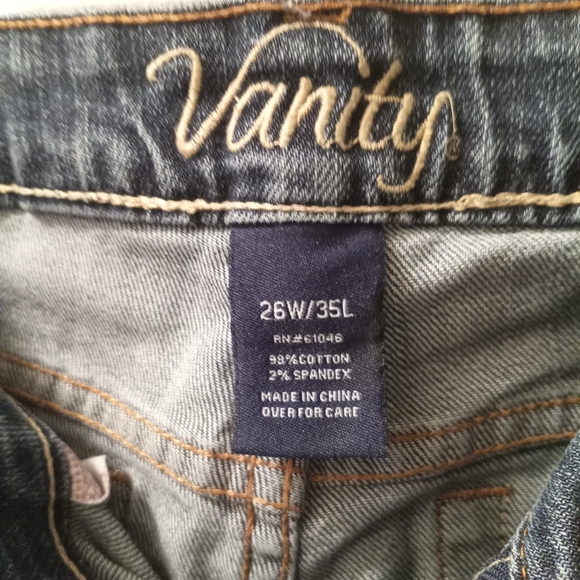 Vanity®
26W/35L
RN#61046
98%COTTON
2% SPANDEX
MADE IN CHINA
OVER FOR CARE